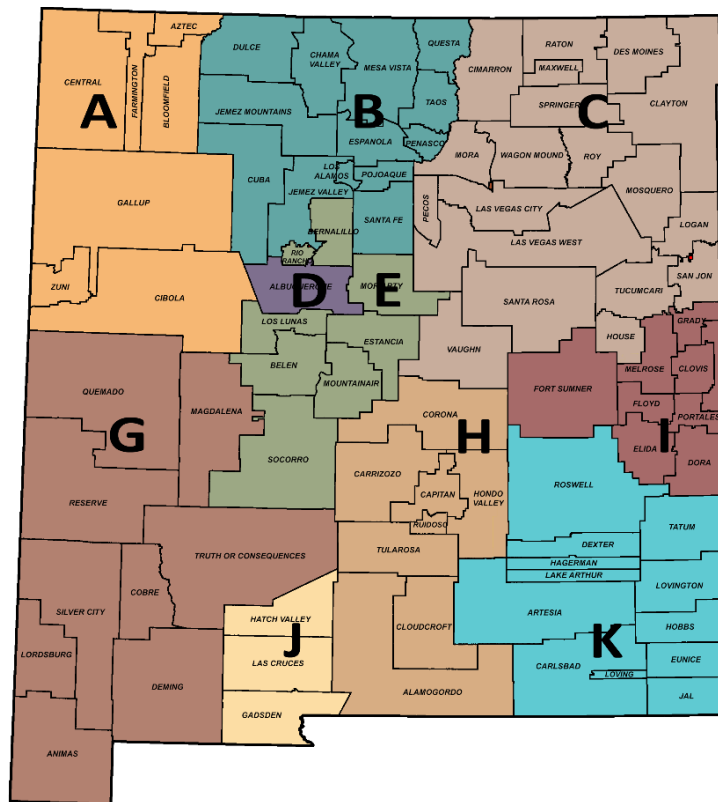 AZTEC
CENTRAL
FARMINGTON
BLOOMFIELD
A
GALLUP
ZUNI
CIBOLA
DULCE
CHAMA
VALLEY
MESA VISTA
QUESTA
TAOS
B
JEMEZ MOUNTAINS
ESPANOLA
PENASCO
LOS
ALAMOS
POJOAQUE
CUBA
JEMEZ VALLEY
SANTA FE
CIMARRON
RATON
MAXWELL
DES MOINES
SPRINGER
C
CLAYTON
MORA
WAGON MOUND
ROY
MOSQUERO
PECOS
LAS VEGAS CITY
LAS VEGAS WEST
LOGAN
SAN JON
TUCUMCARI
SANTA ROSA
HOUSE
VAUGHN
BERNALILLO
RIO
ALBUQUERQUE
D
E
LOS LUNAS
ESTANCIA
BELEN
MOUNTAINAIR
SOCORRO
QUEMADO
MAGDALENA
G
RESERVE
TRUTH OR CONSEQUENCES
COBRE
SILVER CITY
LORDSBURG
DEMING
ANIMAS
CORONA
H
CARRIZOZO
CAPITAN
HONDO
VALLEY
RUIDOSO
TULAROSA
CLOUDCROFT
ALAMOGORDO
GRADY
MELROSE
CLOVIS
FORT SUMNER
FLOYD
PORTALES
I
ELIDA
DORA
HATCH VALLEY
J
LAS CRUCES
GADSDEN
ROSWELL
TATUM
DEXTER
HAGERMAN
LAKE ARTHUR
LOVINGTON
ARTESIA
HOBBS
K
CARLSBAD
LOVING
EUNICE
JAL